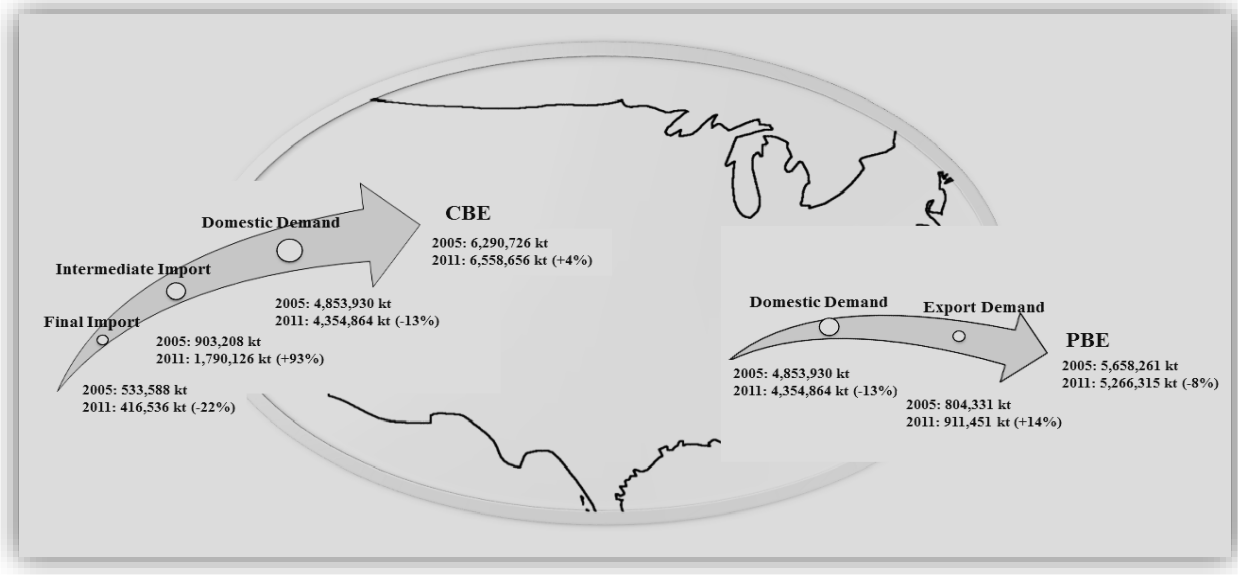 CBE
2005: 6,290,726 kt
2011: 6,558,656 kt (+4%)
Domestic Demand
2005: 4,853,930 kt
2011: 4,354,864 kt (-13%)
Intermediate Import
2005: 903,208 kt
2011: 1,790,126 kt (+93%)
Final Import
2005: 533,588 kt
2011: 416,536 kt (-22%)
Domestic Demand
2005: 4,853,930 kt
2011: 4,354,864 kt (-13%)
Export Demand
2005: 804,331 kt
2011: 911,451 kt (+14%)
PBE
2005: 5,658,261 kt
2011: 5,266,315 kt (-8%)